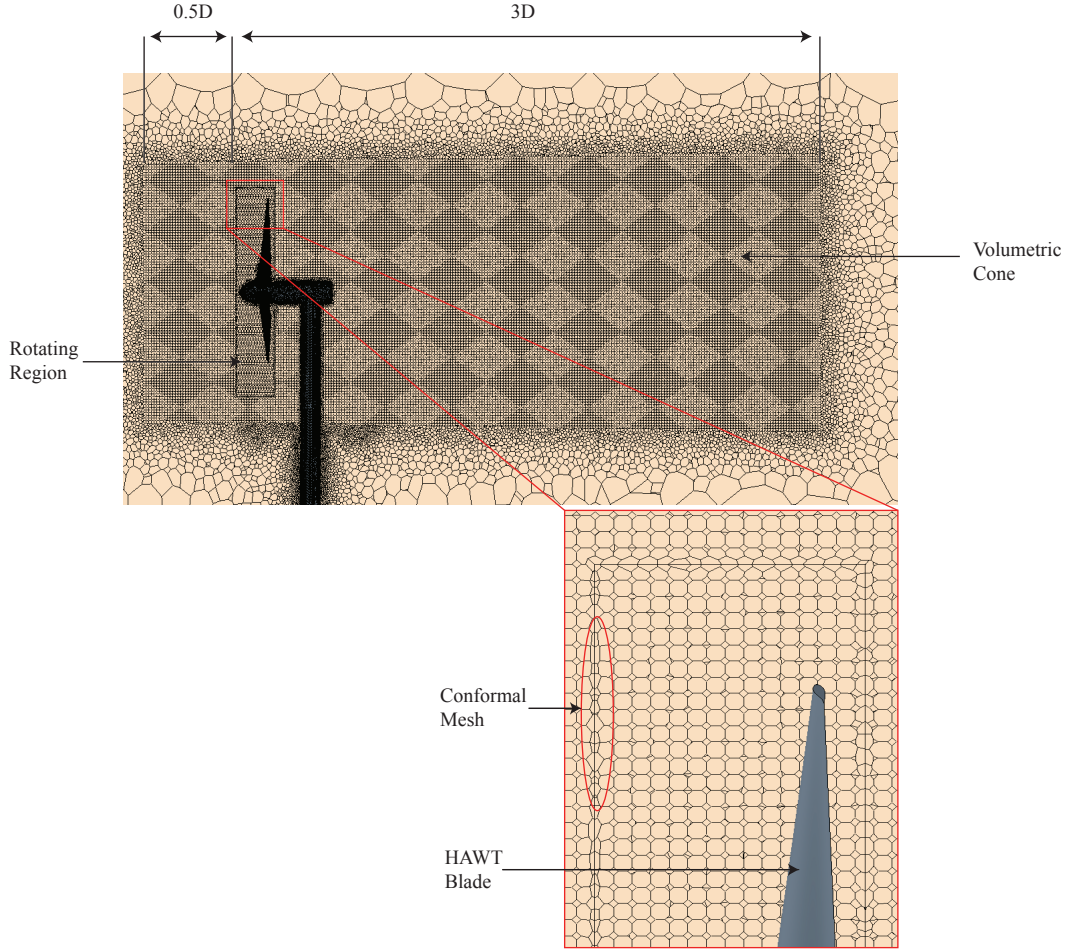 0.5D
3D
Volumetric
Cone
Rotating
Region
Conformal
Mesh
HAWT
Blade